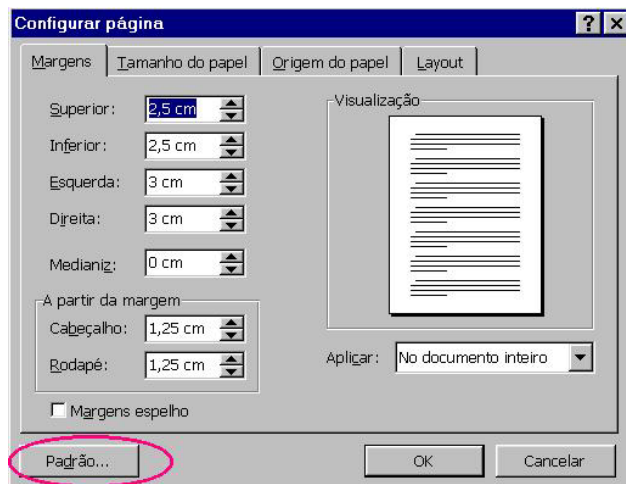 Configurar página
Margens Tamanho do papel Origem do papel Layout
Superior: 2,5 cm
Inferior: 2,5 cm
Esquerda: 3 cm
Direita: 3 cm
Medianiz: 0 cm
A partir da margem
Cabeçalho: 1,25 cm
Rodapé: 1,25 cm
Margens espelho
Visualização
Aplicar: No documento inteiro
Padrão... OK Cancelar